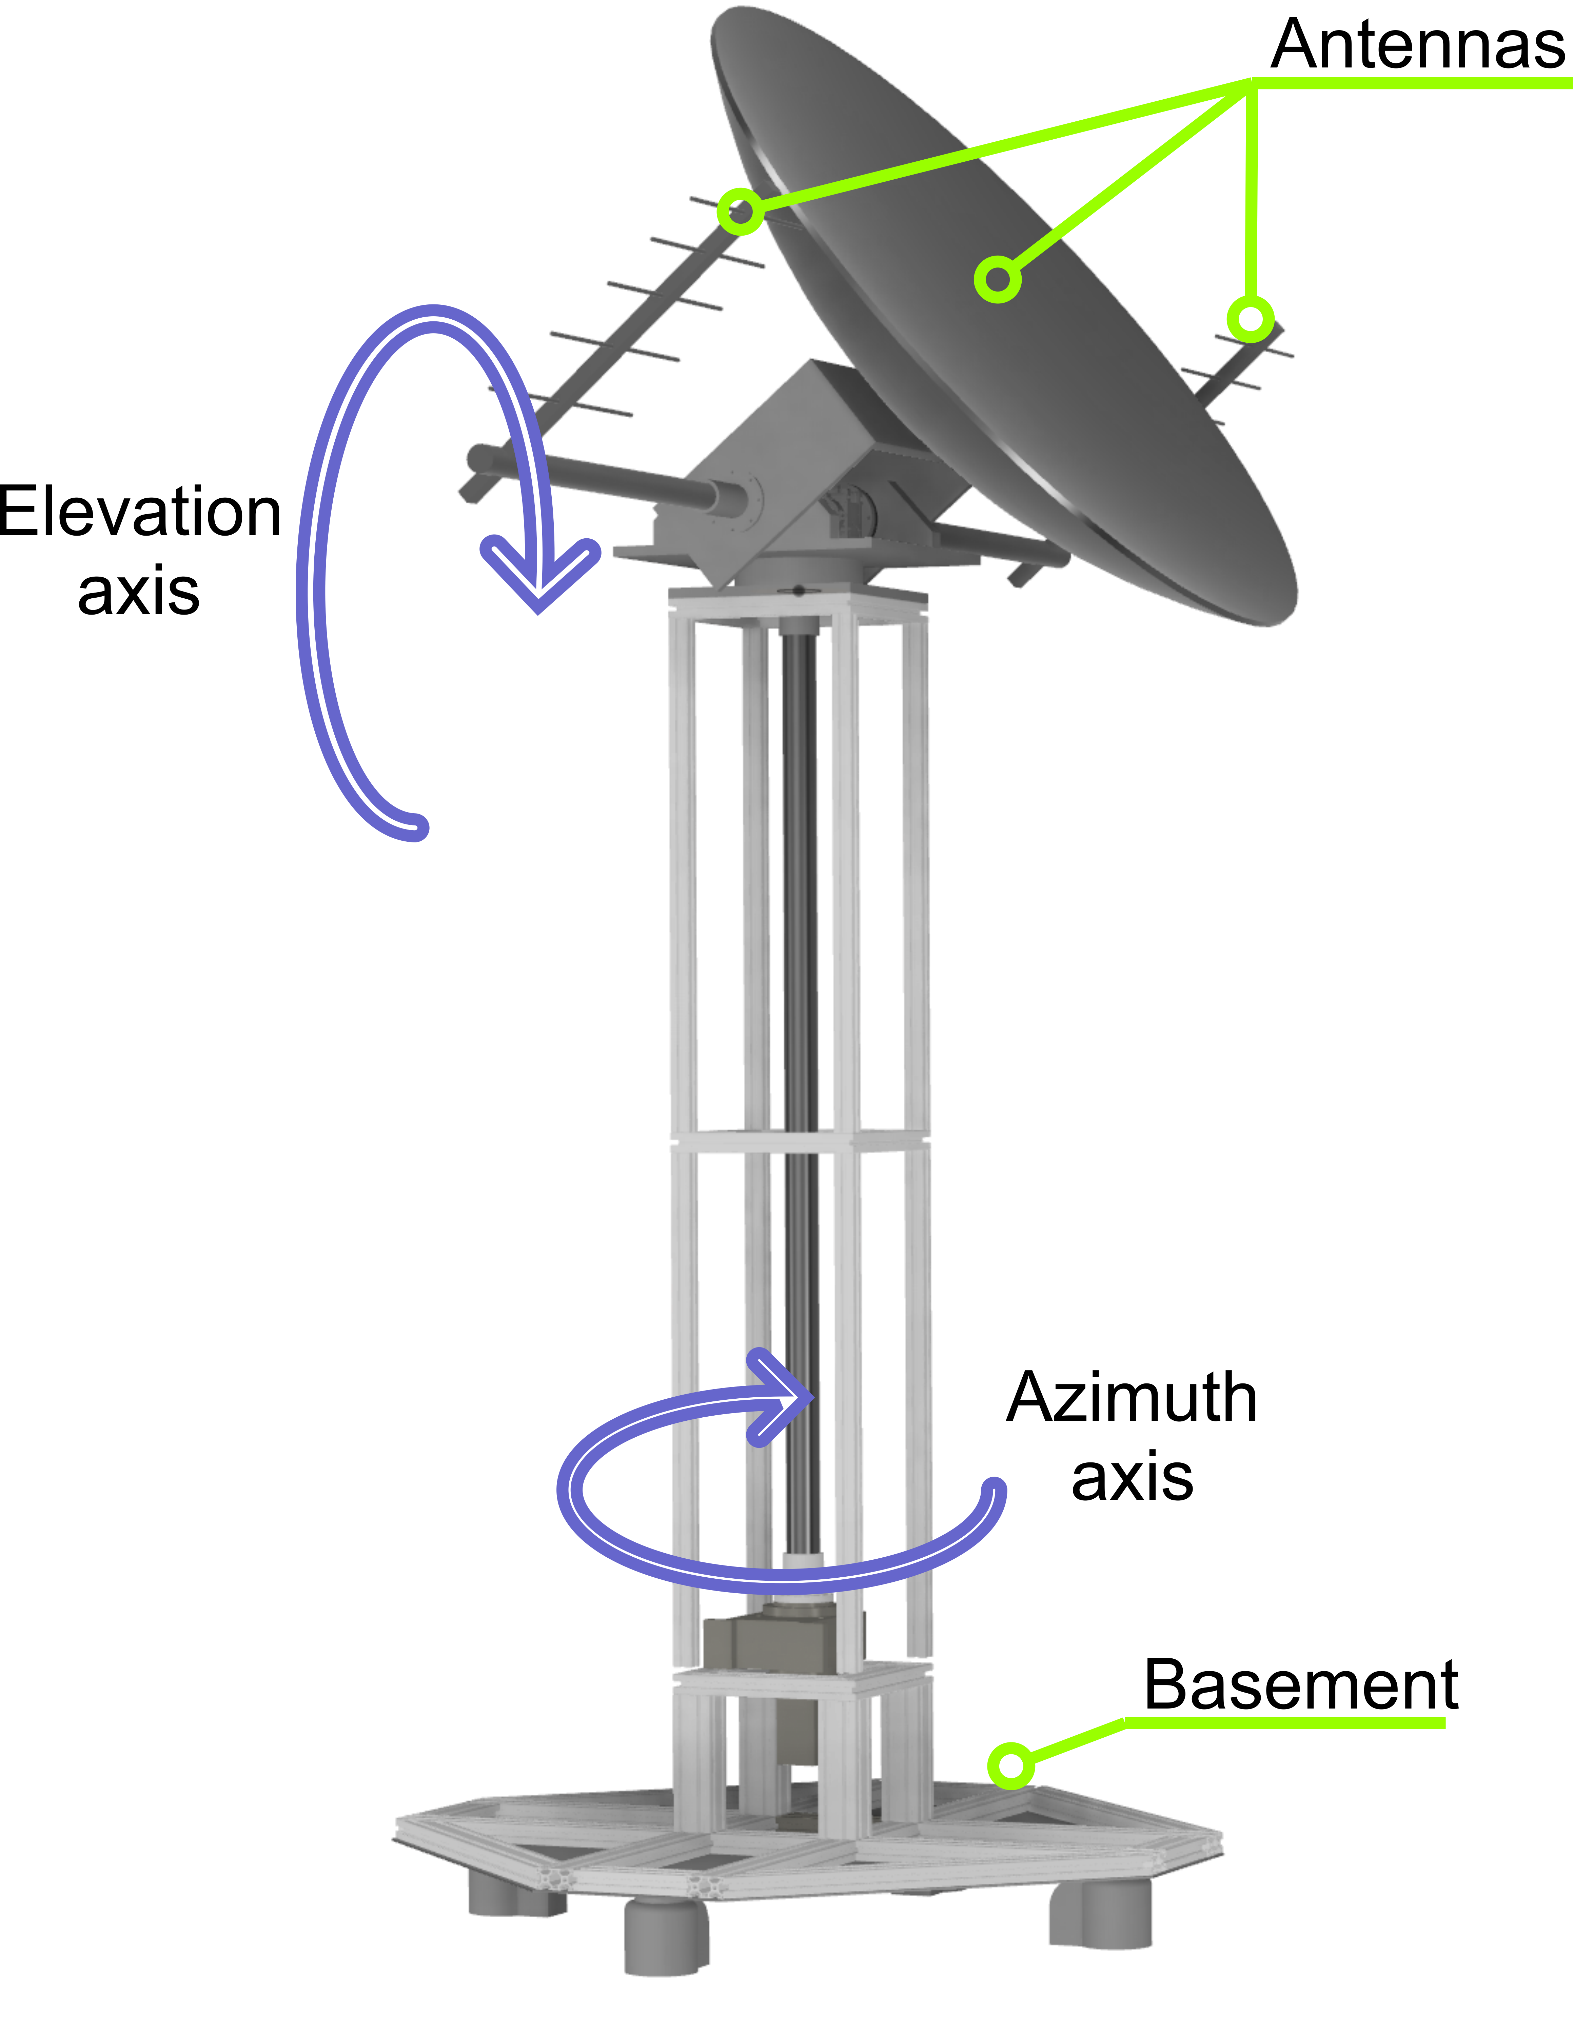 Antennas
Elevation
axis
Azimuth
axis
Basement